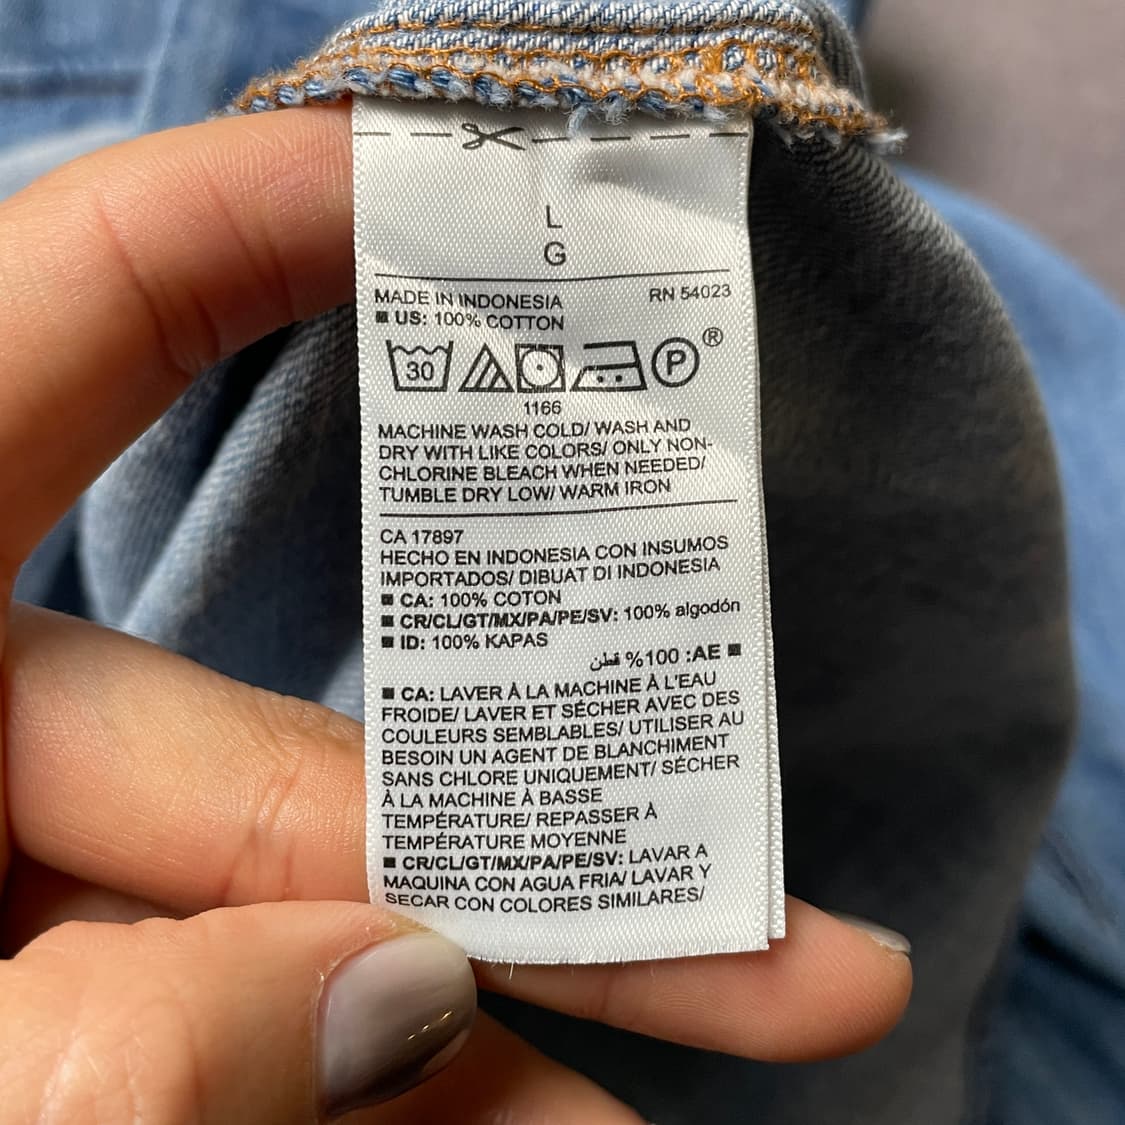 L
G
MADE IN INDONESIA RN 54023
■ US: 100% COTTON
30 P ®
1166
MACHINE WASH COLD/ WASH AND
DRY WITH LIKE COLORS/ ONLY NON-
CHLORINE BLEACH WHEN NEEDED/
TUMBLE DRY LOW/ WARM IRON
CA 17897
HECHO EN INDONESIA CON INSUMOS
IMPORTADOS/ DIBUAT DI INDONESIA
■ CA: 100% COTON
■ CR/CL/GT/MX/PA/PE/SV: 100% algodón
■ ID: 100% KAPAS
■ AE: 100% قطن
■ CA: LAVER À LA MACHINE À L'EAU
FROIDE/ LAVER ET SÉCHER AVEC DES
COULEURS SEMBLABLES/ UTILISER AU
BESOIN UN AGENT DE BLANCHIMENT
SANS CHLORE UNIQUEMENT/ SÉCHER
À LA MACHINE À BASSE
TEMPÉRATURE/ REPASSER À
TEMPÉRATURE MOYENNE
■ CR/CL/GT/MX/PA/PE/SV: LAVAR A
MAQUINA CON AGUA FRIA/ LAVAR Y
SECAR CON COLORES SIMILARES/